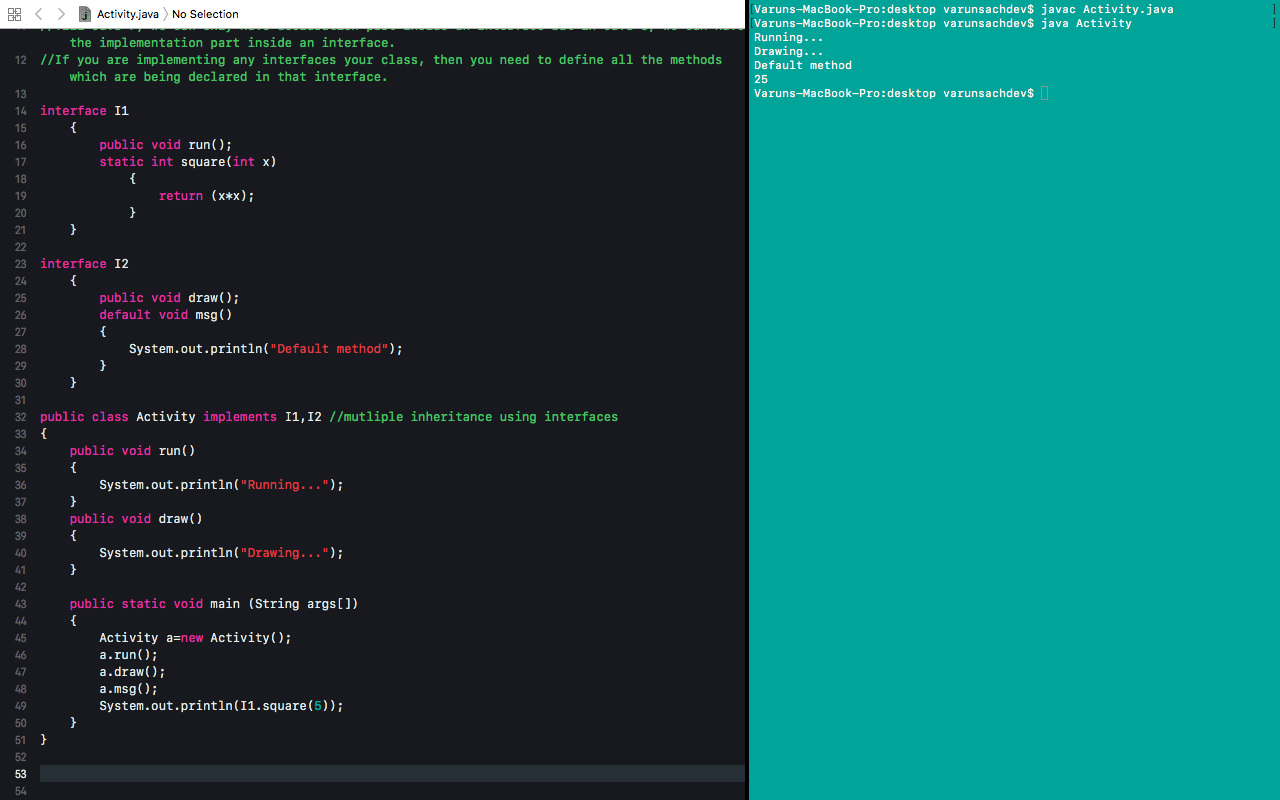 Activity.java > No Selection
the implementation part inside an interface.
12 //If you are implementing any interfaces your class, then you need to define all the methods
which are being declared in that interface.
13
14 interface I1
15 {
16 public void run();
17 static int square(int x)
18 {
19 return (x*x);
20 }
21 }
22
23 interface I2
24 {
25 public void draw();
26 default void msg()
27 {
28 System.out.println("Default method");
29 }
30 }
31
32 public class Activity implements I1,I2 //mutliple inheritance using interfaces
33 {
34 public void run()
35 {
36 System.out.println("Running...");
37 }
38 public void draw()
39 {
40 System.out.println("Drawing...");
41 }
42
43 public static void main (String args[])
44 {
45 Activity a=new Activity();
46 a.run();
47 a.draw();
48 a.msg();
49 System.out.println(I1.square(5));
50 }
51 }
52
53
54
[Varuns-MacBook-Pro:desktop varunsachdev$ javac Activity.java ]
[Varuns-MacBook-Pro:desktop varunsachdev$ java Activity ]
Running...
Drawing...
Default method
25
Varuns-MacBook-Pro:desktop varunsachdev$